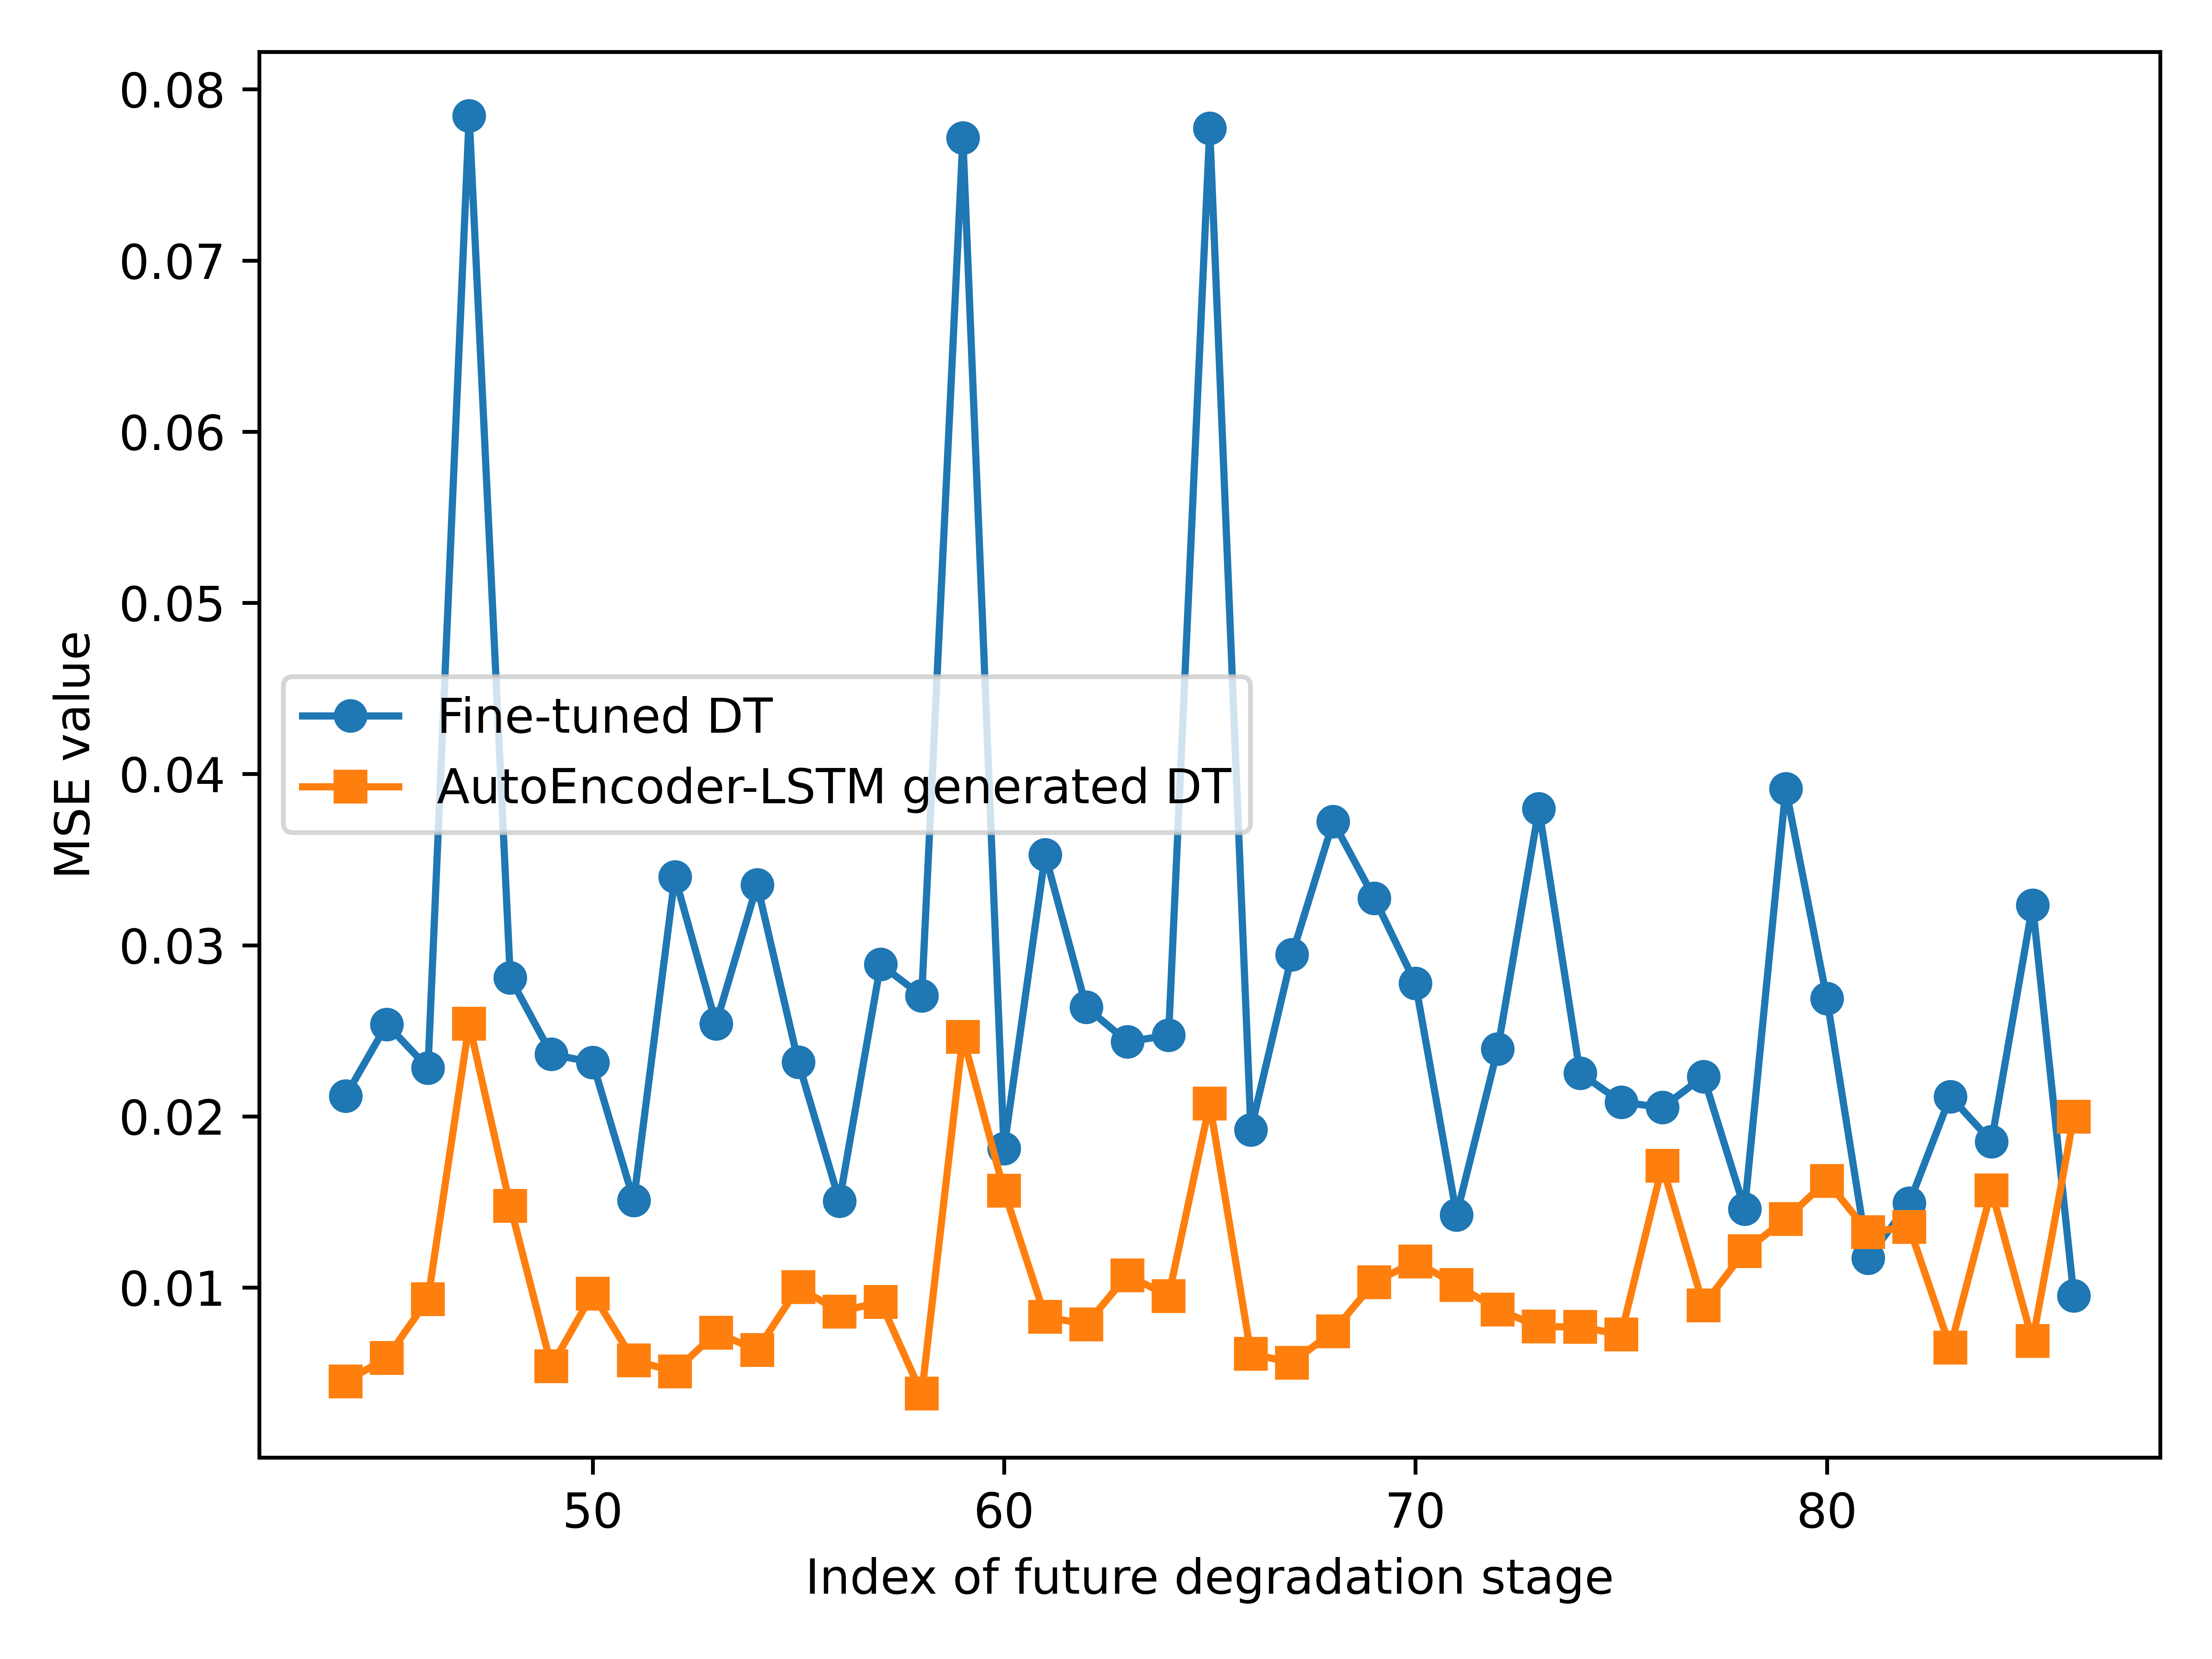 0.08
0.07
0.06
0.05
0.04
0.03
0.02
0.01
MSE value
Fine-tuned DT
AutoEncoder-LSTM generated DT
50 60 70 80
Index of future degradation stage